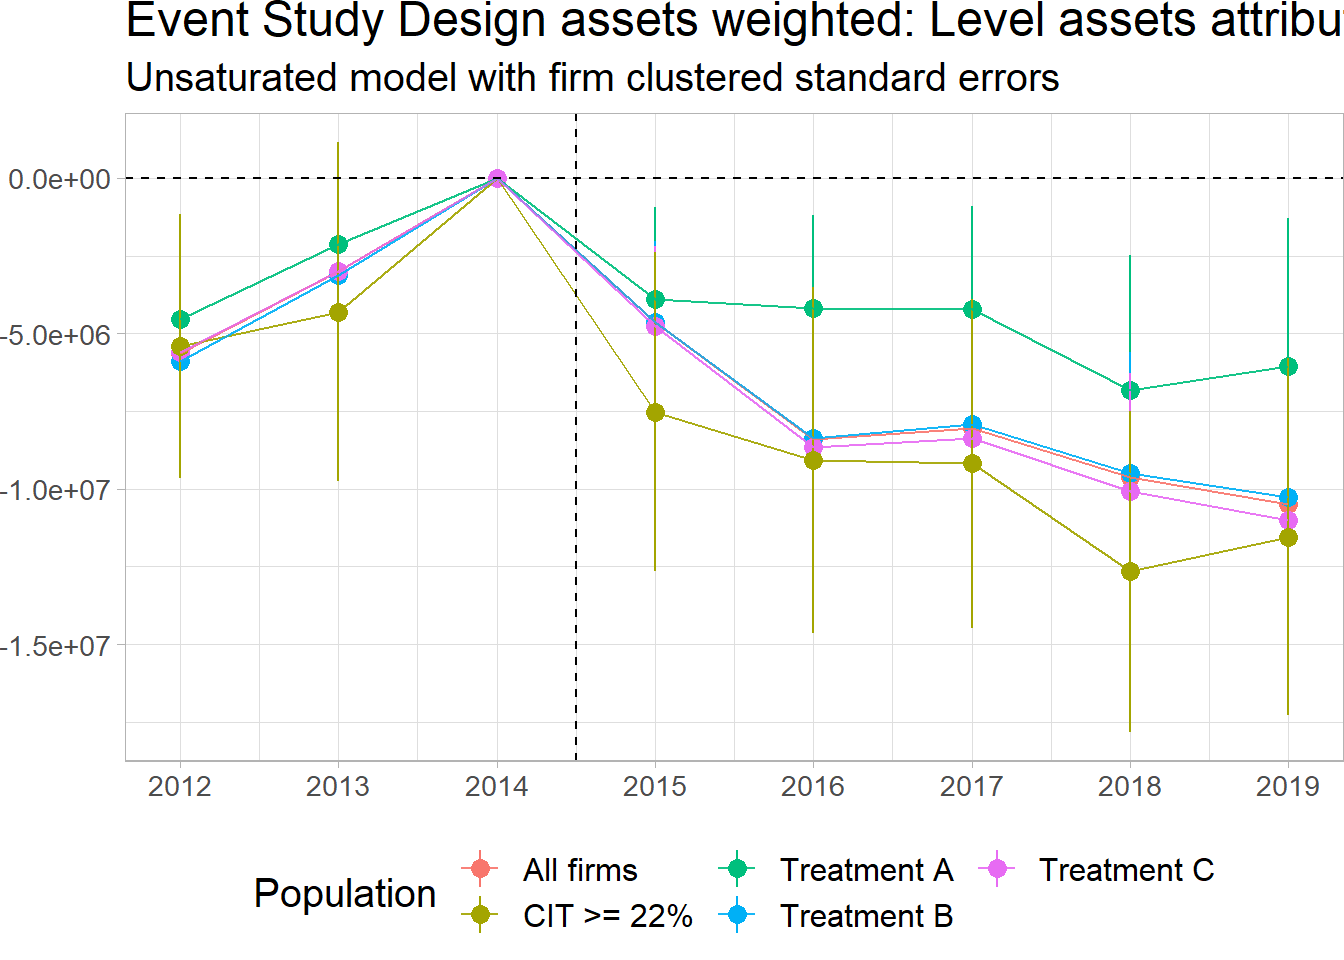 Event Study Design assets weighted: Level assets
Unsaturated model with firm clustered standard errors
0.0e+00
-5.0e+06
-1.0e+07
-1.5e+07
2012 2013 2014 2015 2016 2017 2018 2019
Population
All firms Treatment A Treatment C
CIT >= 22% Treatment B